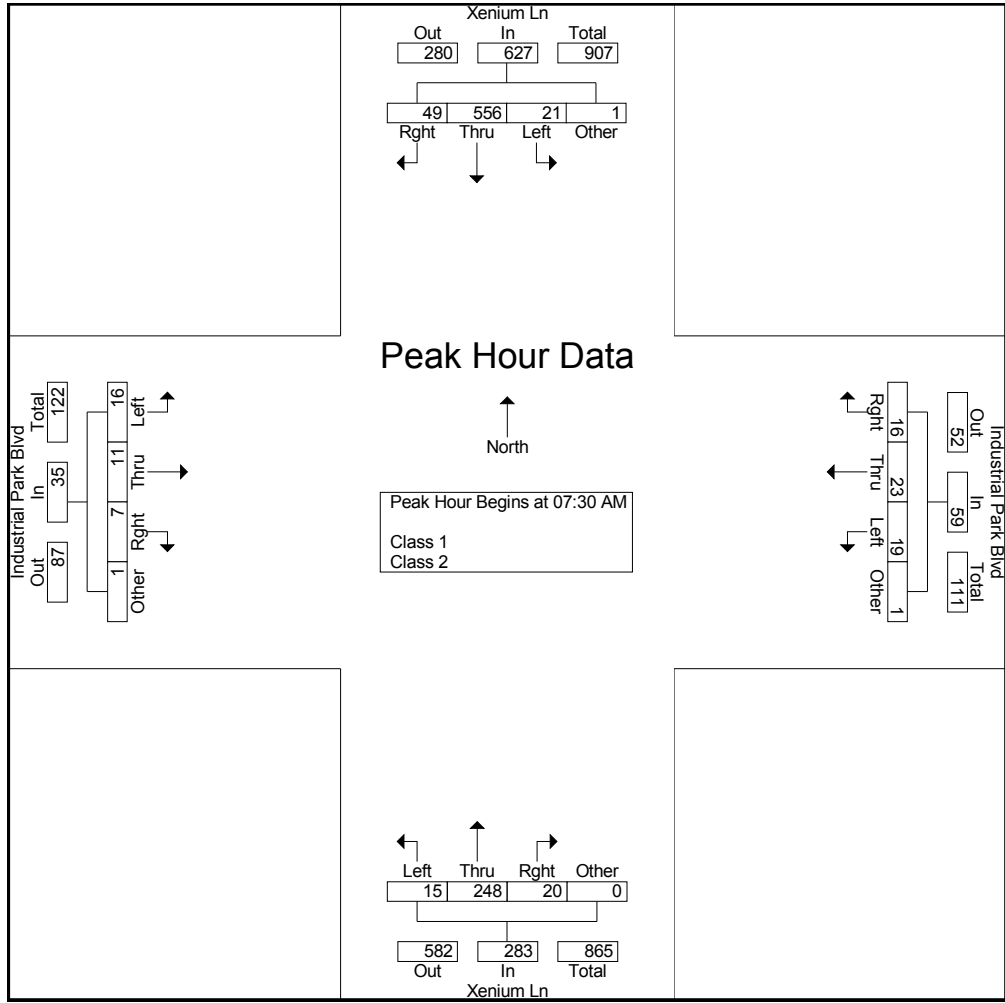 Xenium Ln
Out In Total
280 627 907
49 556 21 1
Rght Thru Left Other
Peak Hour Data
North
Peak Hour Begins at 07:30 AM
Class 1
Class 2
Industrial Park Blvd
Total In Out
122 35 87
16 11 7 1
Left Thru Rght Other
Industrial Park Blvd
Out In Total
52 59 111
16 23 19 1
Rght Thru Left Other
Left Thru Rght Other
15 248 20 0
582 283 865
Out In Total
Xenium Ln